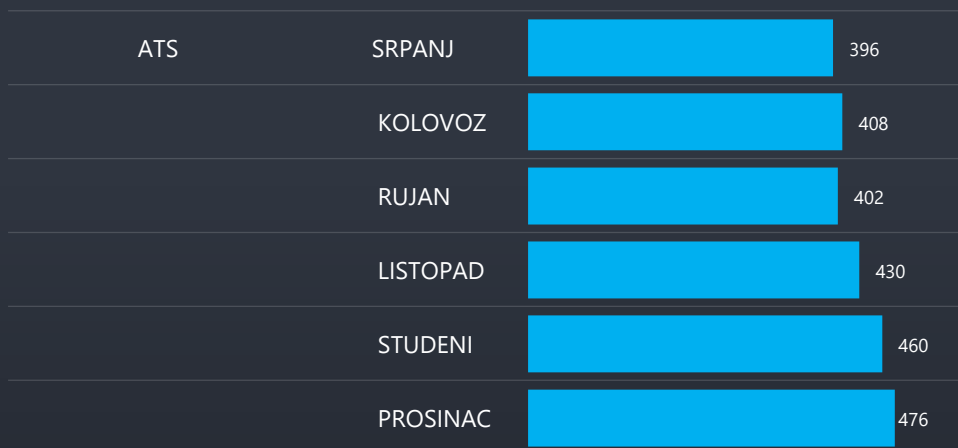 ATS SRPANJ 396
KOLOVOZ 408
RUJAN 402
LISTOPAD 430
STUDENI 460
PROSINAC 476